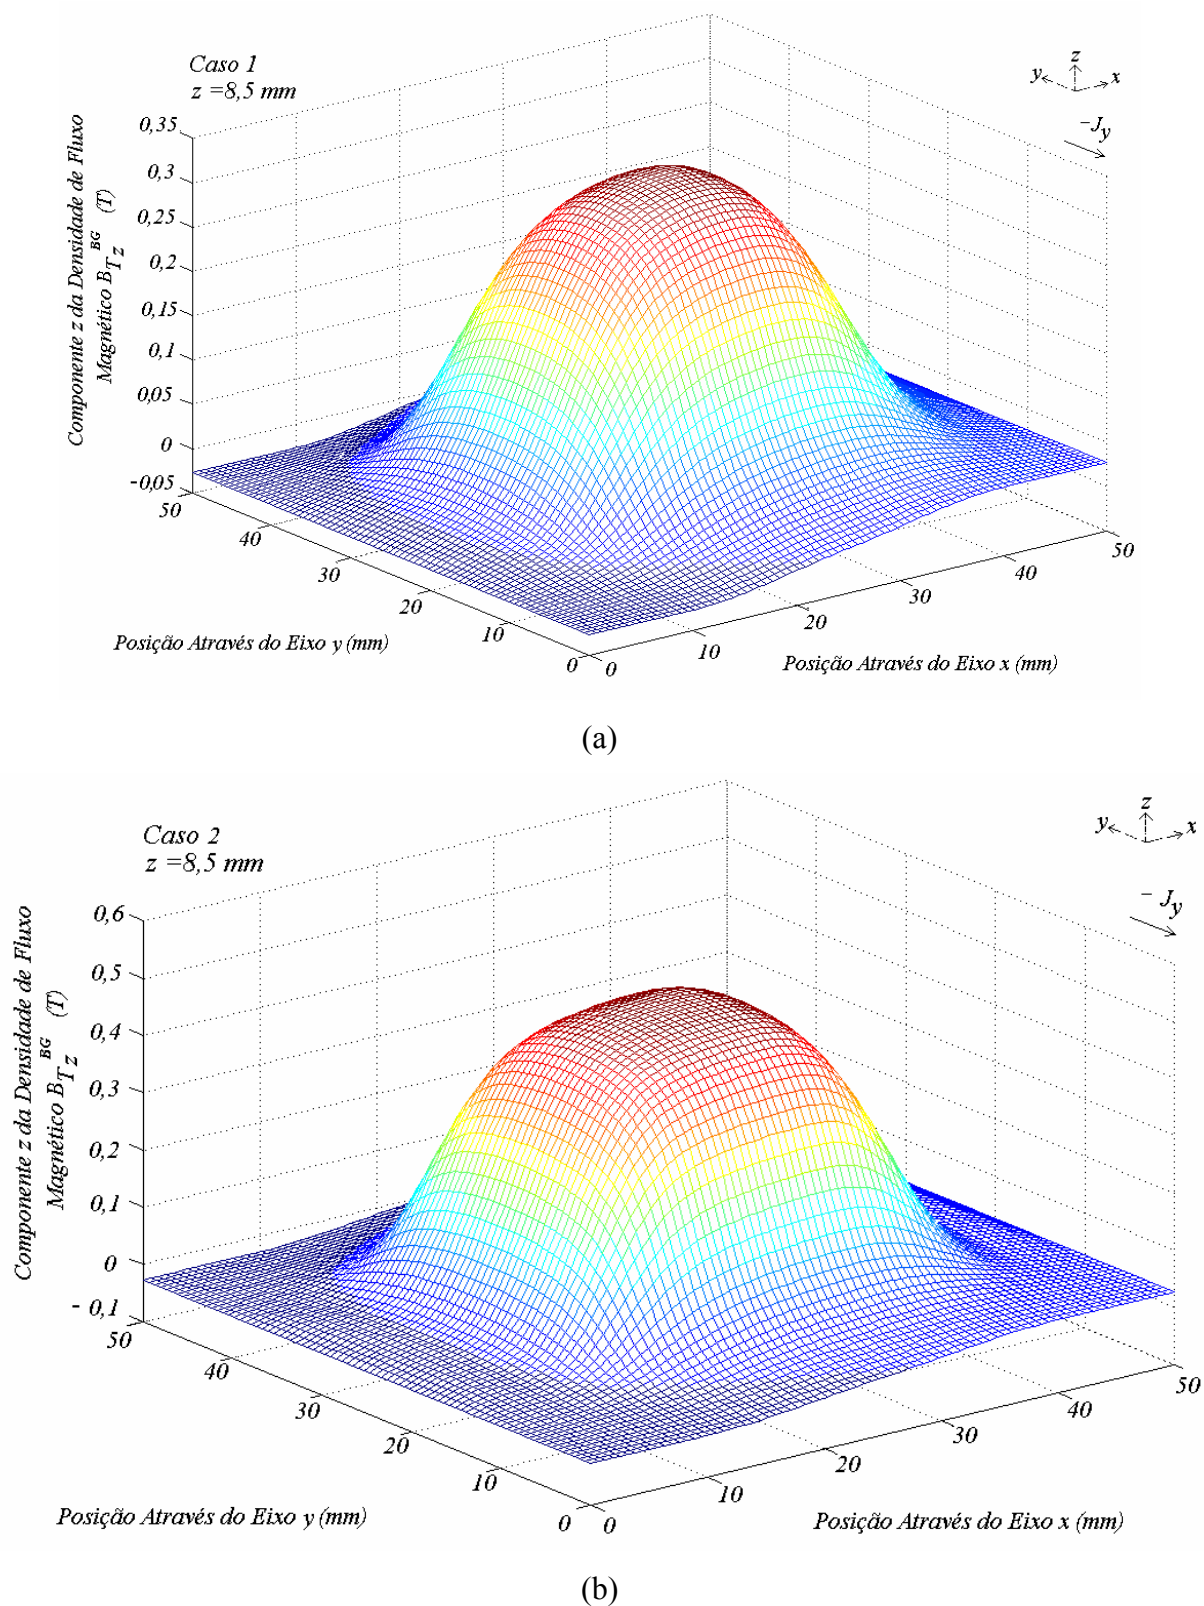 Caso 1
z =8,5 mm
z
y x
-Jy
Componente z da Densidade de Fluxo
Magnético B T z BG (T)
0,35
0,3
0,25
0,2
0,15
0,1
0,05
0
-0,05
50
40
30
20
10
0
0
10
20
30
40
50
Posição Através do Eixo y (mm)
Posição Através do Eixo x (mm)
(a)
Caso 2
z =8,5 mm
z
y x
- Jy
Componente z da Densidade de Fluxo
Magnético B T z BG (T)
0,6
0,5
0,4
0,3
0,2
0,1
0
- 0,1
50
40
30
20
10
0
0
10
20
30
40
50
Posição Através do Eixo y (mm)
Posição Através do Eixo x (mm)
(b)